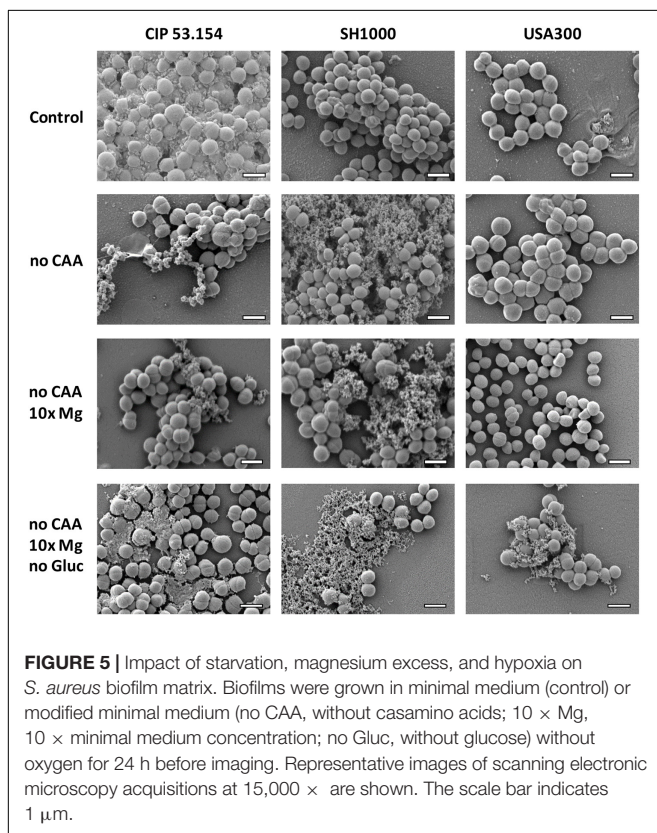 CIP 53.154 SH1000 USA300
Control
no CAA
no CAA
10x Mg
no CAA
10x Mg
no Gluc
FIGURE 5 | Impact of starvation, magnesium excess, and hypoxia on
S. aureus biofilm matrix. Biofilms were grown in minimal medium (control) or
modified minimal medium (no CAA, without casamino acids; 10 × Mg,
10 × minimal medium concentration; no Gluc, without glucose) without
oxygen for 24 h before imaging. Representative images of scanning electronic
microscopy acquisitions at 15,000 × are shown. The scale bar indicates
1 μm.